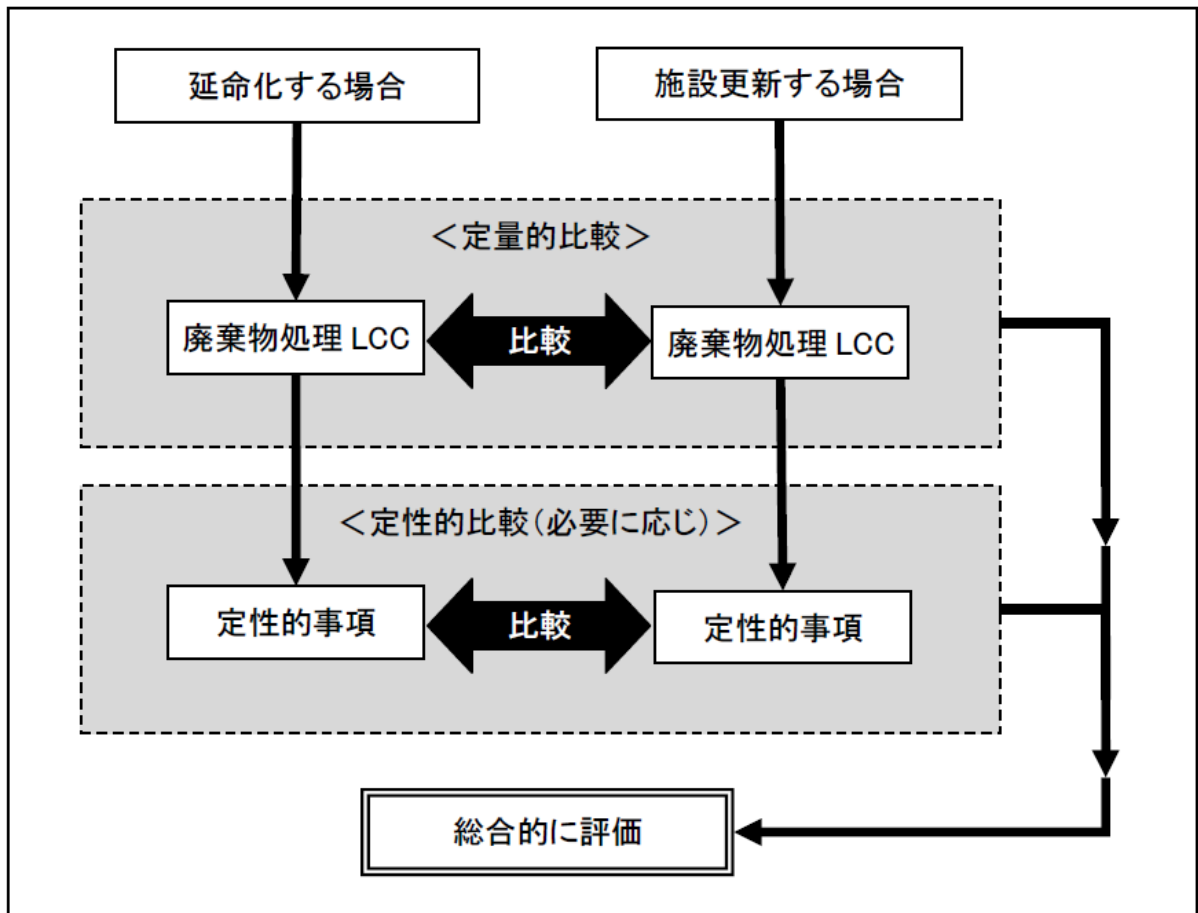 延命化する場合
施設更新する場合
＜定量的比較＞
廃棄物処理 LCC
比較
廃棄物処理 LCC
＜定性的比較（必要に応じ）＞
定性的事項
比較
定性的事項
総合的に評価